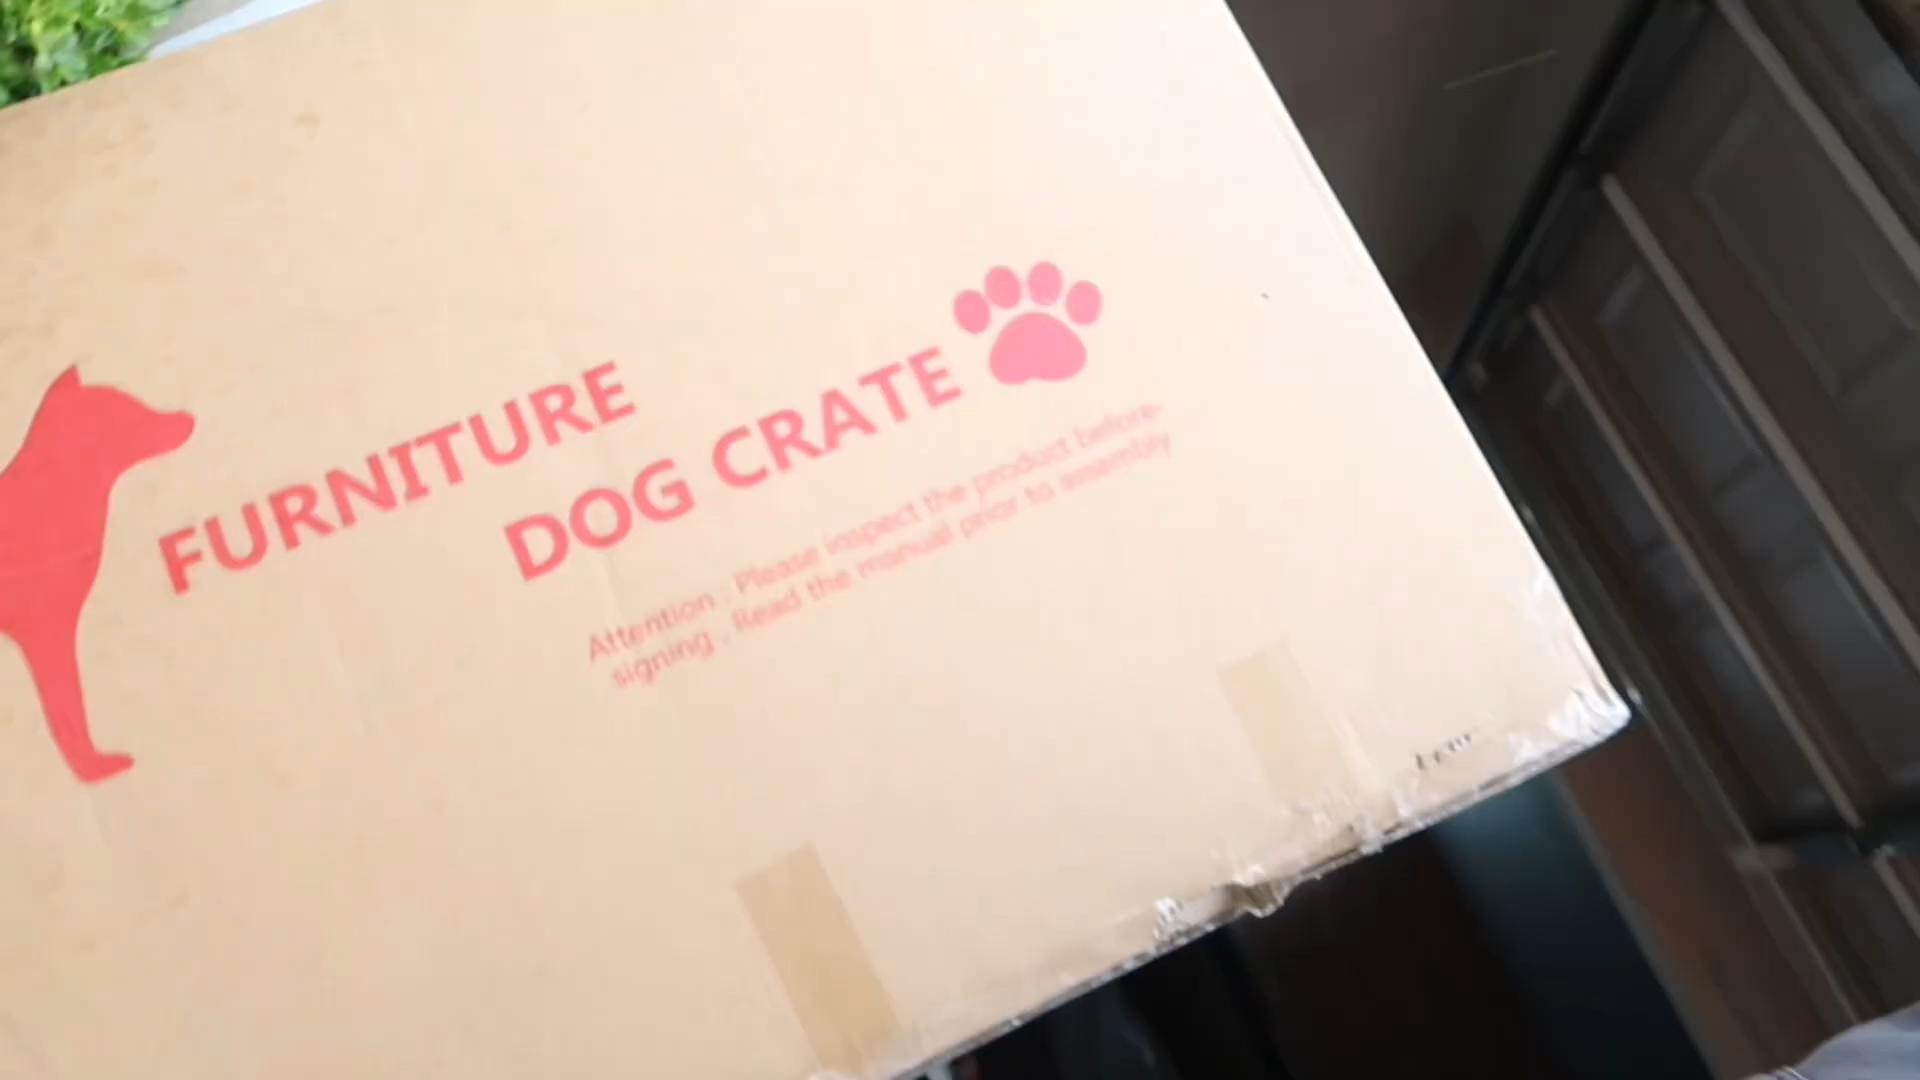 FURNITURE
DOG CRATE
Attention : Please inspect the product before-
signing . Read the manual prior to assembly